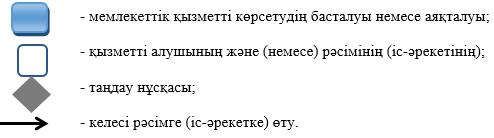 - мемлекеттік қызметті көрсетудің басталуы немесе аяқталуы;
- қызметті алушының және (немесе) рәсімінің (іс-әрекетінің);
- таңдау нұсқасы;
- келесі рәсімге (іс-әрекетке) өту.